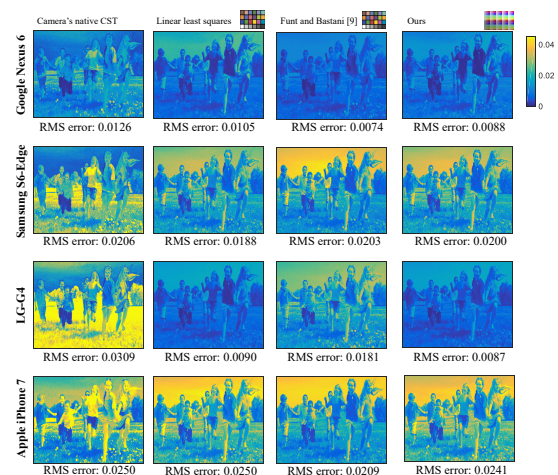 Camera's native CST
Linear least squares
Funt and Bastani [9]
Ours
Google Nexus 6
0.04
0.02
0
RMS error: 0.0126
RMS error: 0.0105
RMS error: 0.0074
RMS error: 0.0088
Samsung S6-Edge
RMS error: 0.0206
RMS error: 0.0188
RMS error: 0.0203
RMS error: 0.0200
LG-G4
RMS error: 0.0309
RMS error: 0.0090
RMS error: 0.0181
RMS error: 0.0087
Apple iPhone 7
RMS error: 0.0250
RMS error: 0.0250
RMS error: 0.0209
RMS error: 0.0241